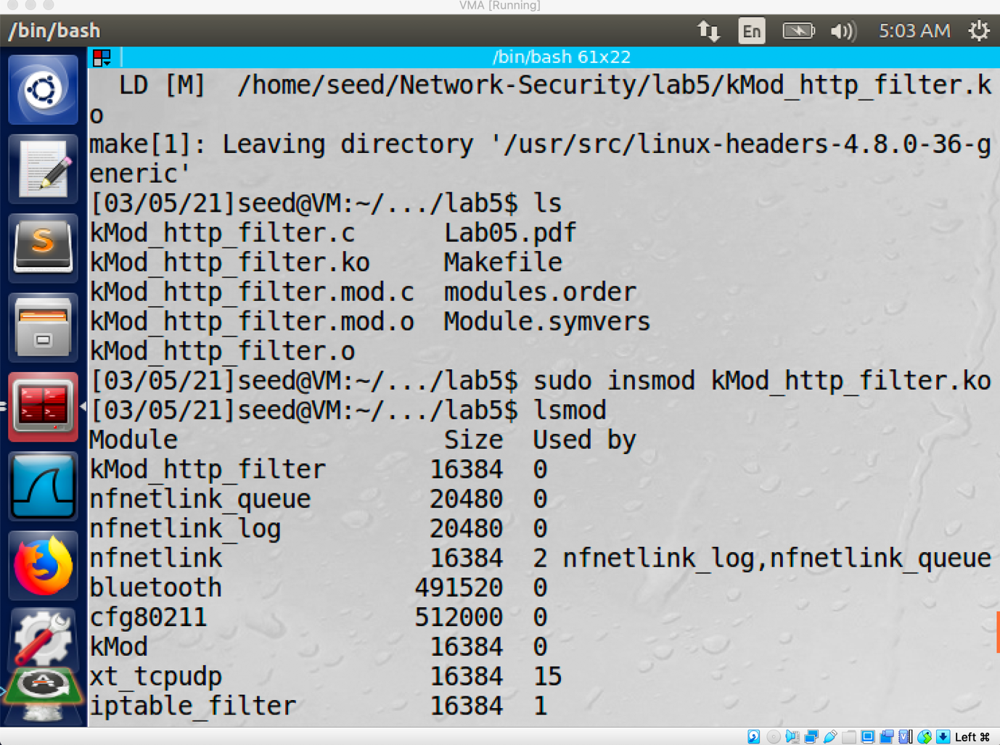 VMA [Running]
/bin/bash En 5:03 AM
/bin/bash 61x22
  LD [M]  /home/seed/Network-Security/lab5/kMod_http_filter.k
o
make[1]: Leaving directory '/usr/src/linux-headers-4.8.0-36-g
eneric'
[03/05/21]seed@VM:~/.../lab5$ ls
kMod_http_filter.c      Lab05.pdf
kMod_http_filter.ko     Makefile
kMod_http_filter.mod.c  modules.order
kMod_http_filter.mod.o  Module.symvers
kMod_http_filter.o
[03/05/21]seed@VM:~/.../lab5$ sudo insmod kMod_http_filter.ko
[03/05/21]seed@VM:~/.../lab5$ lsmod
Module                  Size  Used by
kMod_http_filter       16384  0
nfnetlink_queue        20480  0
nfnetlink_log          20480  0
nfnetlink              16384  2 nfnetlink_log,nfnetlink_queue
bluetooth             491520  0
cfg80211              512000  0
kMod                   16384  0
xt_tcpudp              16384  15
iptable_filter         16384  1
Left ⌘